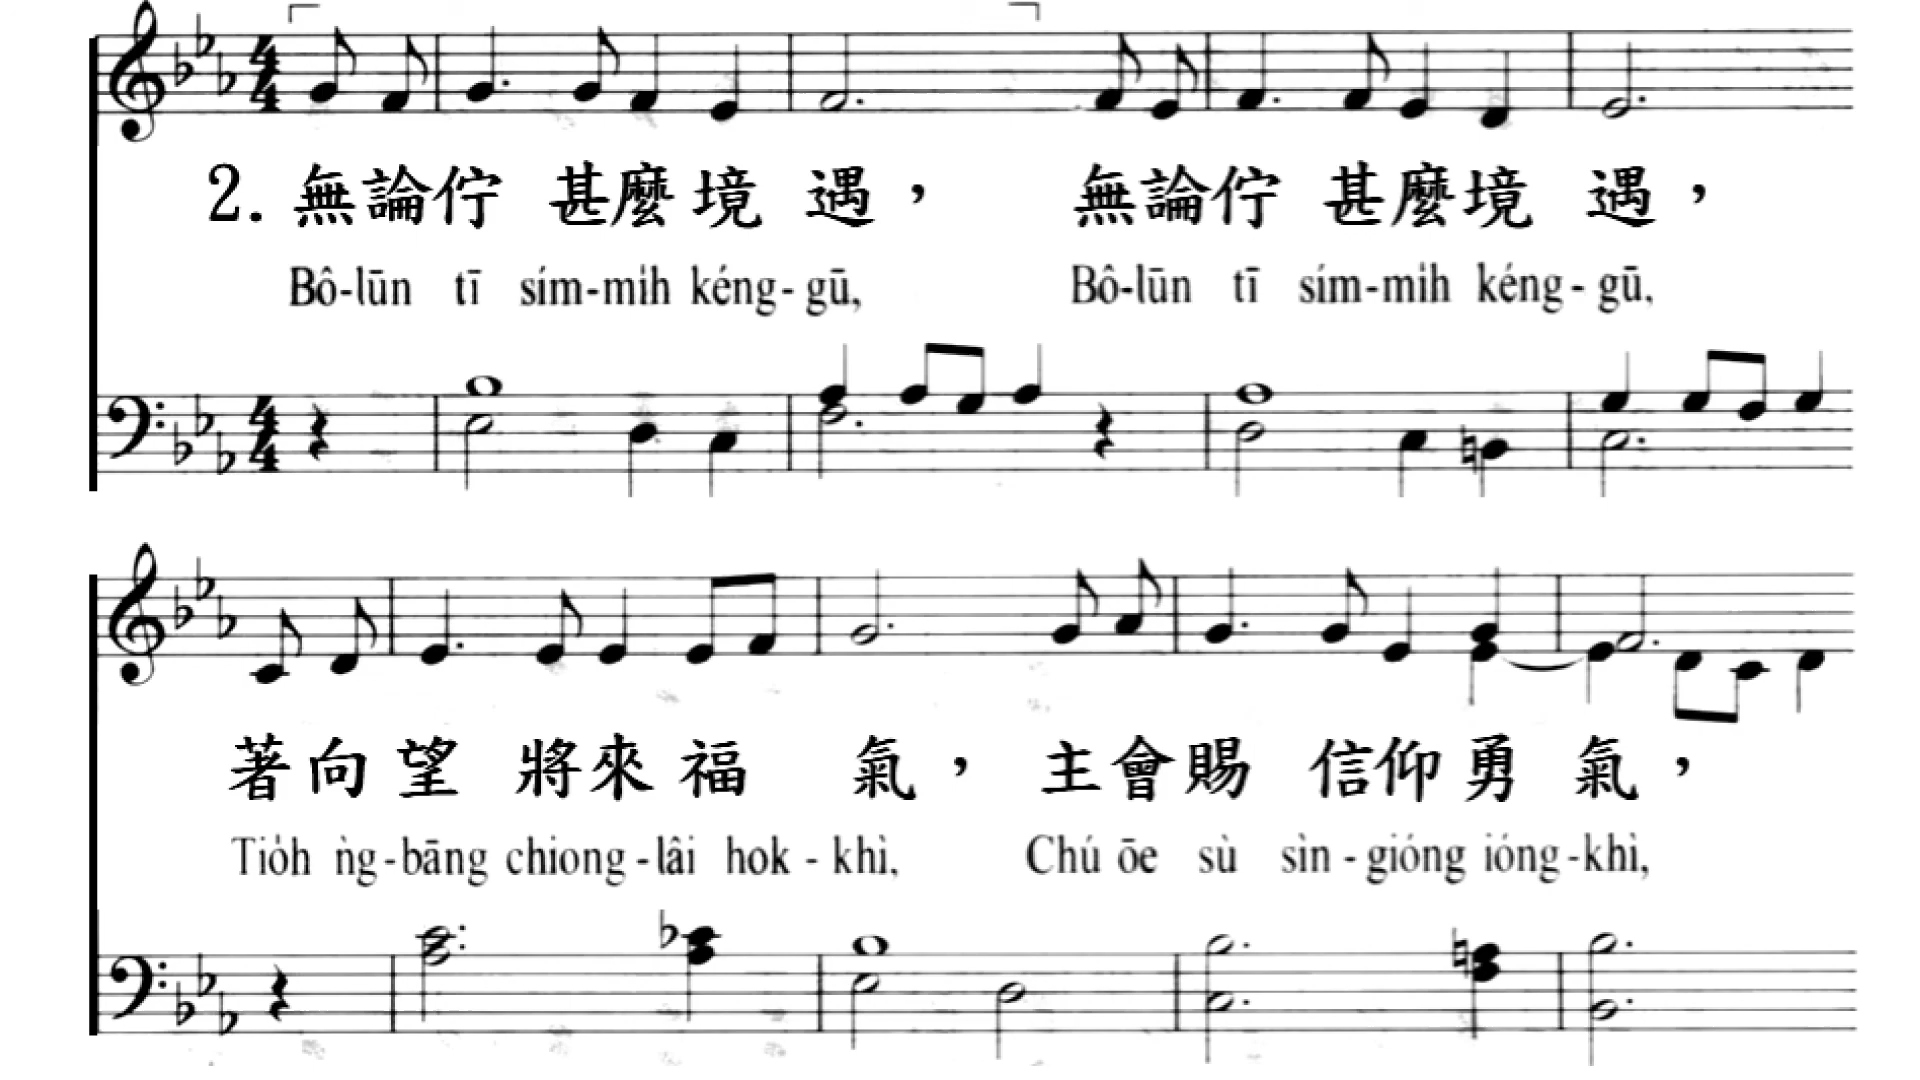 2. 無論佇 甚麼境 遇， 無論佇 甚麼境 遇，
Bô-lūn tī sím-mi̍h kéng-gū, Bô-lūn tī sím-mi̍h kéng-gū,
著向望 將來福 氣， 主會賜 信仰勇 氣，
Tio̍h ǹg-bāng chiong-lâi hok-khì, Chú ōe sù sìn-gióng ióng-khì,